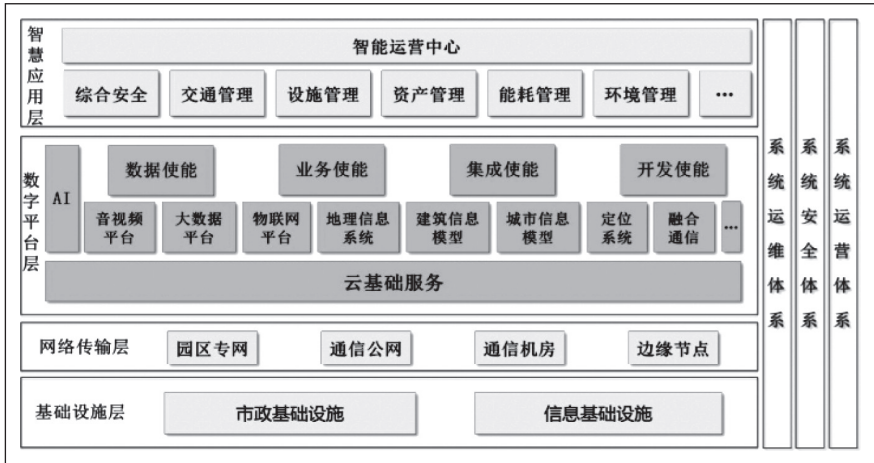 智慧应用层
智能运营中心
综合安全 交通管理 设施管理 资产管理 能耗管理 环境管理 ...
数字平台层
AI
数据使能 业务使能 集成使能 开发使能
音视频平台 大数据平台 物联网平台 地理信息系统 建筑信息模型 城市信息模型 定位系统 融合通信 ...
云基础服务
网络传输层 园区专网 通信公网 通信机房 边缘节点
基础设施层 市政基础设施 信息基础设施
系统运维体系
系统安全体系
系统运营体系